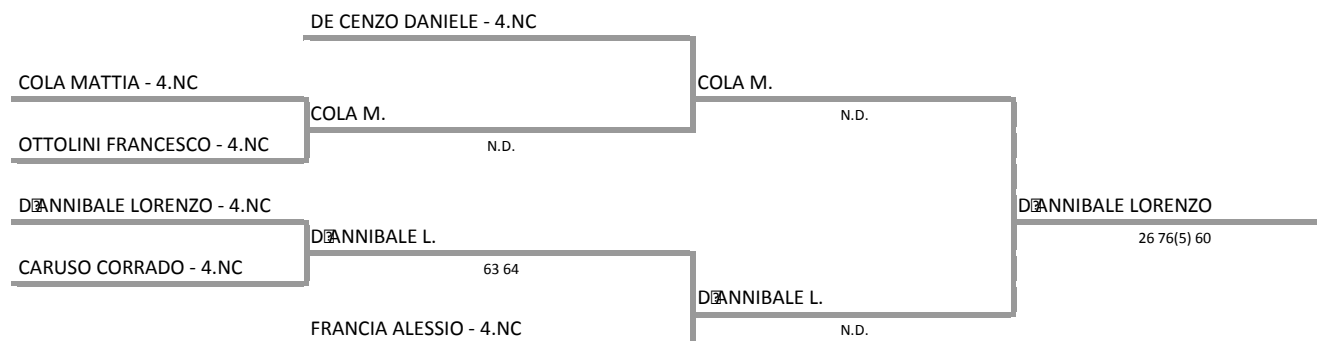 DE CENZO DANIELE - 4.NC
COLA MATTIA - 4.NC
COLA M.
COLA M.
N.D.
OTTOLINI FRANCESCO - 4.NC
N.D.
D�ANNIBALE LORENZO - 4.NC
D�ANNIBALE LORENZO
D�ANNIBALE L.
26 76(5) 60
CARUSO CORRADO - 4.NC
63 64
D�ANNIBALE L.
FRANCIA ALESSIO - 4.NC
N.D.